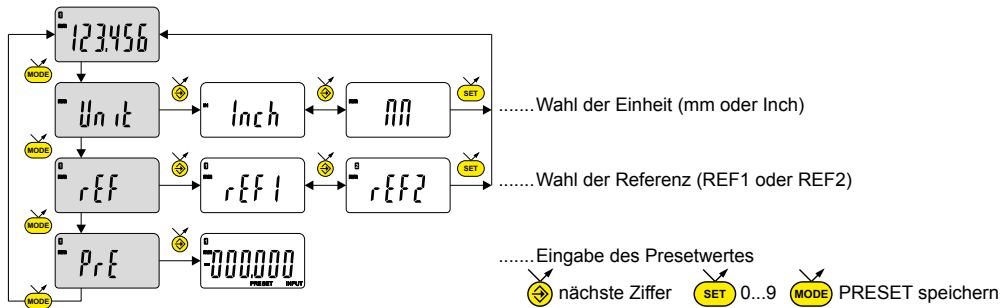 123.456
MODE
Unit Inch MM SET .......Wahl der Einheit (mm oder Inch)
MODE
rEF rEF1 rEF2 SET .......Wahl der Referenz (REF1 oder REF2)
MODE
PrE -000.000 PRESET INPUT .......Eingabe des Presetwertes
MODE nächste Ziffer SET 0...9 MODE PRESET speichern